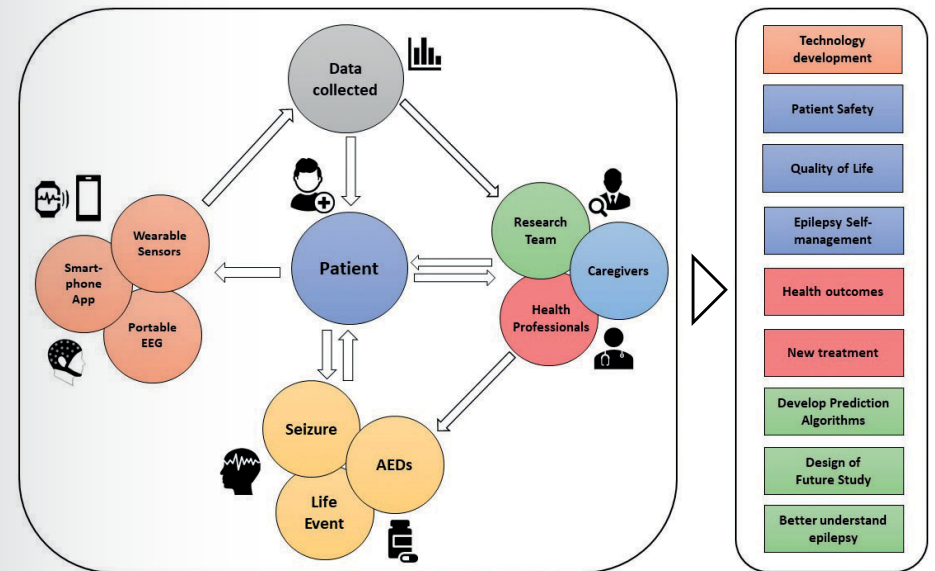 Data
collected
Wearable
Sensors
Smart-
phone
App
Portable
EEG
Patient
Research
Team
Caregivers
Health
Professionals
Seizure
AEDs
Life
Event
Technology
development
Patient Safety
Quality of Life
Epilepsy Self-
management
Health outcomes
New treatment
Develop Prediction
Algorithms
Design of
Future Study
Better understand
epilepsy